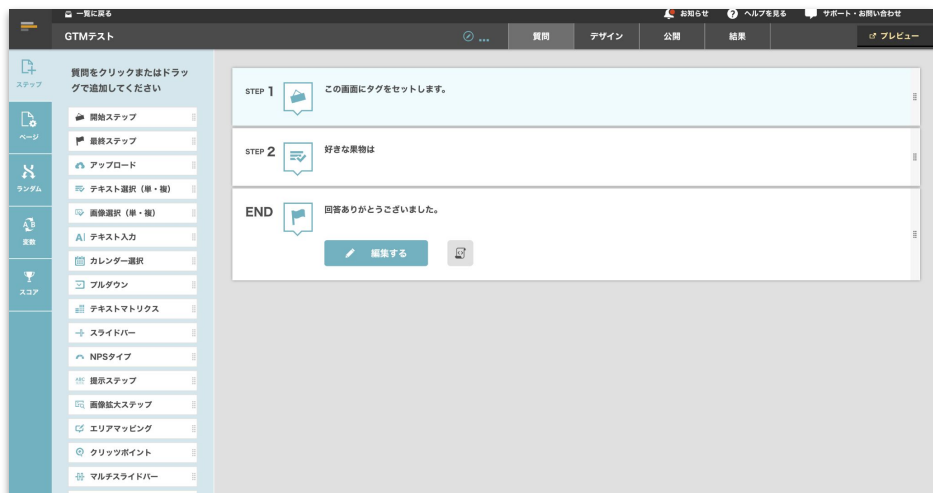 一覧に戻る
お知らせ
ヘルプを見る
サポート・お問い合わせ
GTMテスト
...
質問
デザイン
公開
結果
プレビュー
ステップ
ページ
ランダム
変数
スコア
質問をクリックまたはドラッ
グで追加してください
開始ステップ
最終ステップ
アップロード
テキスト選択（単・複）
画像選択（単・複）
テキスト入力
カレンダー選択
プルダウン
テキストマトリクス
スライドバー
NPSタイプ
提示ステップ
画像拡大ステップ
エリアマッピング
クリッツポイント
マルチスライドバー
STEP 1
この画面にタグをセットします。
STEP 2
好きな果物は
END
回答ありがとうございました。
編集する